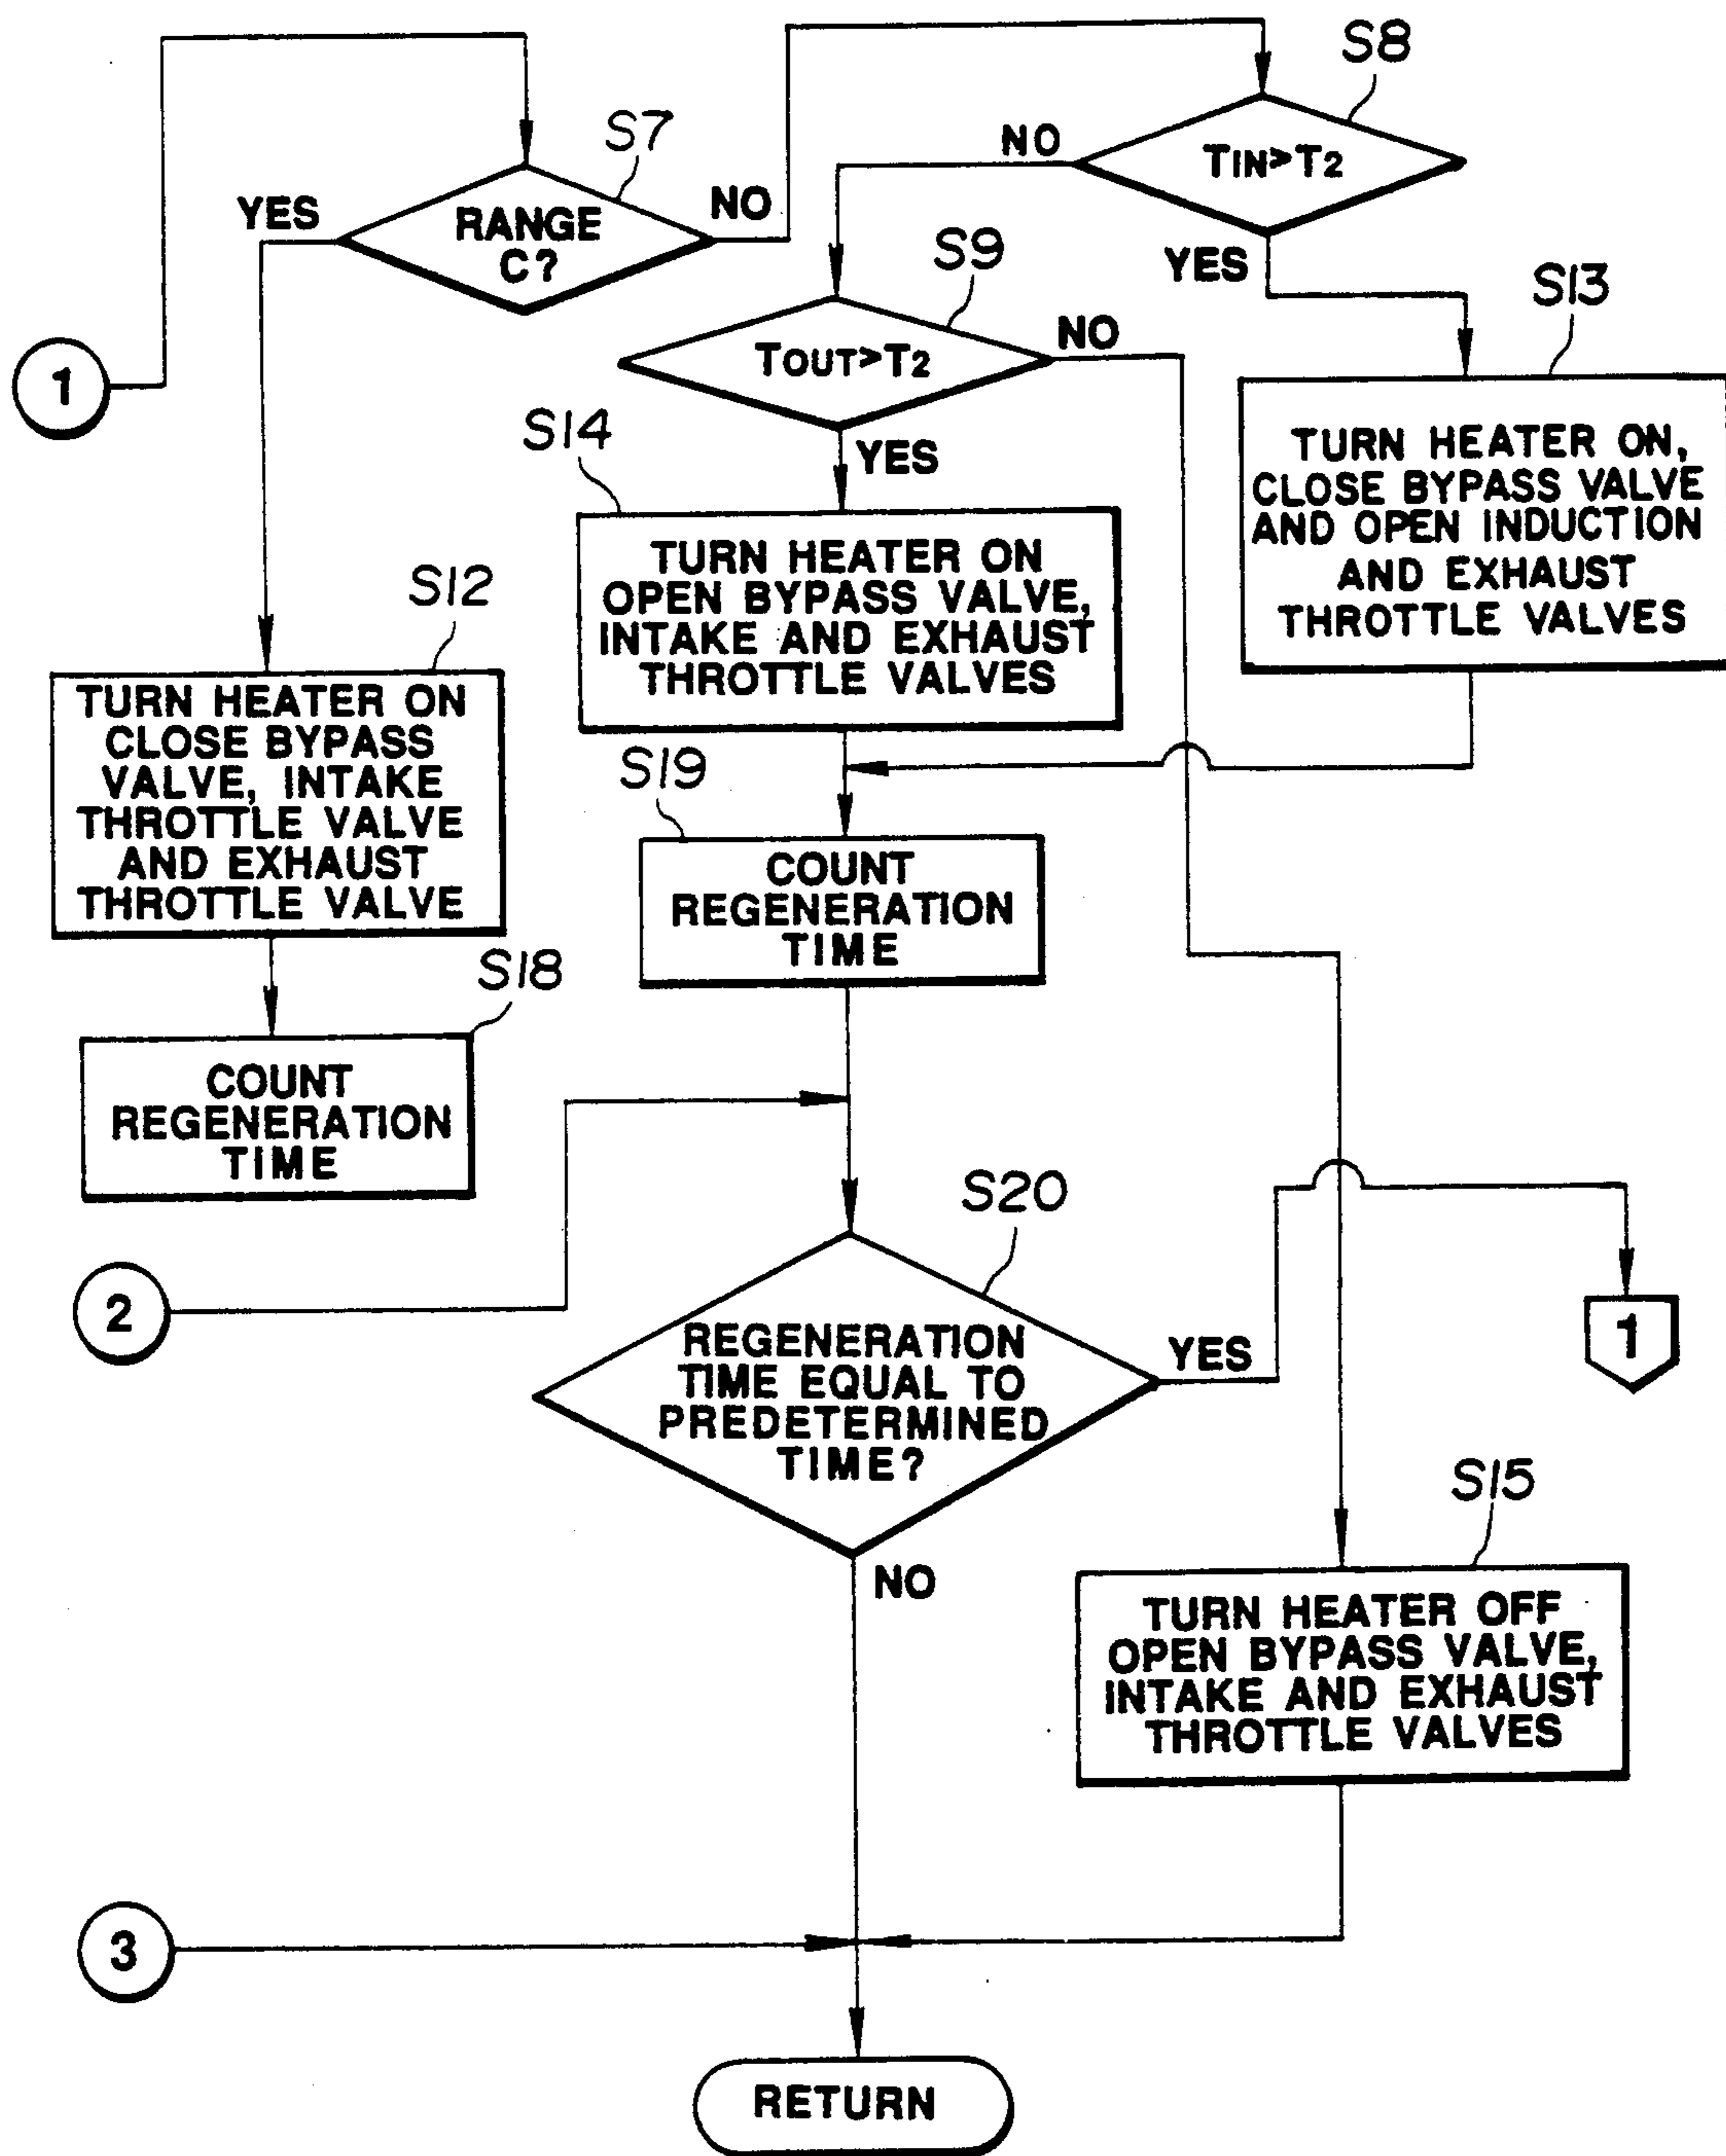 S8
S7
NO
TIN>T2
YES
NO
RANGE
C?
S9
YES
S13
NO
TOUT>T2
1
S14
YES
TURN HEATER ON,
CLOSE BYPASS VALVE
AND OPEN INDUCTION
AND EXHAUST
THROTTLE VALVES
TURN HEATER ON
OPEN BYPASS VALVE,
INTAKE AND EXHAUST
THROTTLE VALVES
S12
TURN HEATER ON
CLOSE BYPASS
VALVE, INTAKE
THROTTLE VALVE
AND EXHAUST
THROTTLE VALVE
S19
COUNT
REGENERATION
TIME
S18
COUNT
REGENERATION
TIME
S20
2
REGENERATION
TIME EQUAL TO
PREDETERMINED
TIME?
YES
1
NO
S15
TURN HEATER OFF
OPEN BYPASS VALVE,
INTAKE AND EXHAUST
THROTTLE VALVES
3
RETURN